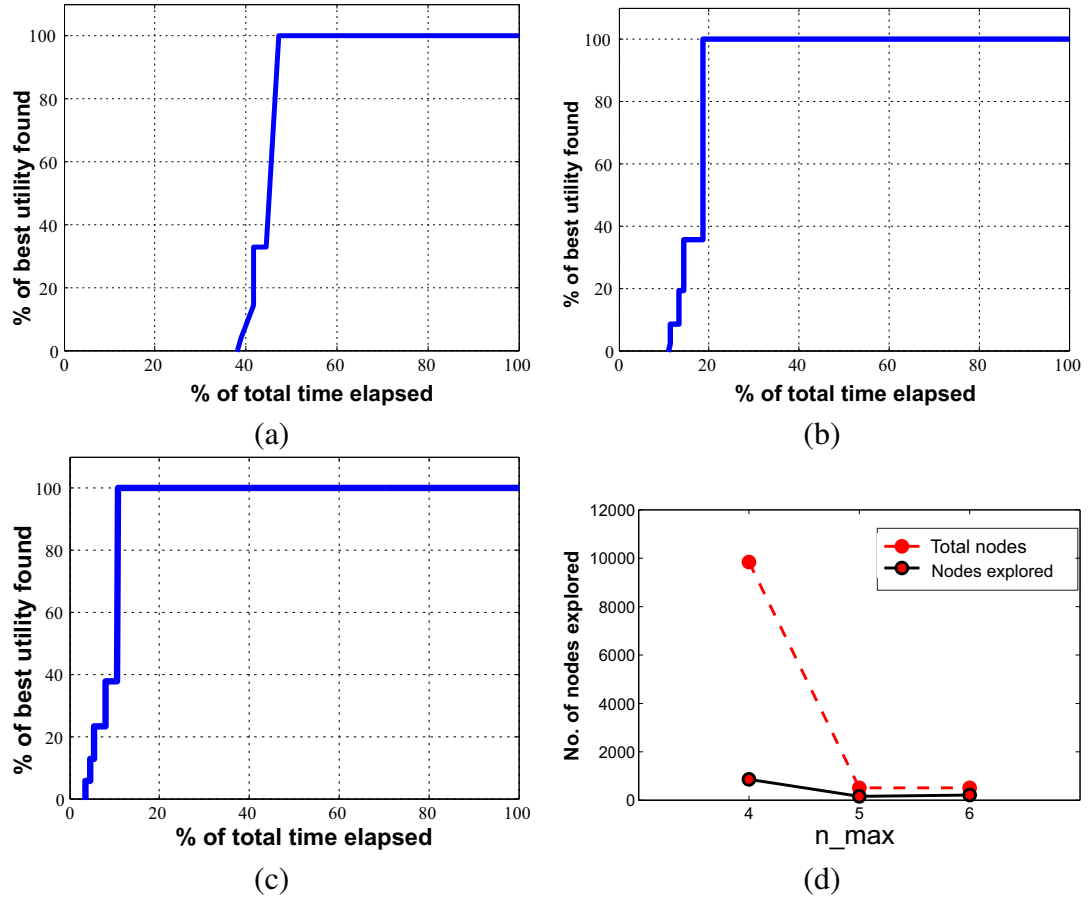 % of best utility found
100
80
60
40
20
0
0 20 40 60 80 100
% of total time elapsed
(a)
% of best utility found
100
80
60
40
20
0
0 20 40 60 80 100
% of total time elapsed
(b)
% of best utility found
100
80
60
40
20
0
0 20 40 60 80 100
% of total time elapsed
(c)
No. of nodes explored
12000
10000
8000
6000
4000
2000
0
Total nodes
Nodes explored
4 5 6
n_max
(d)